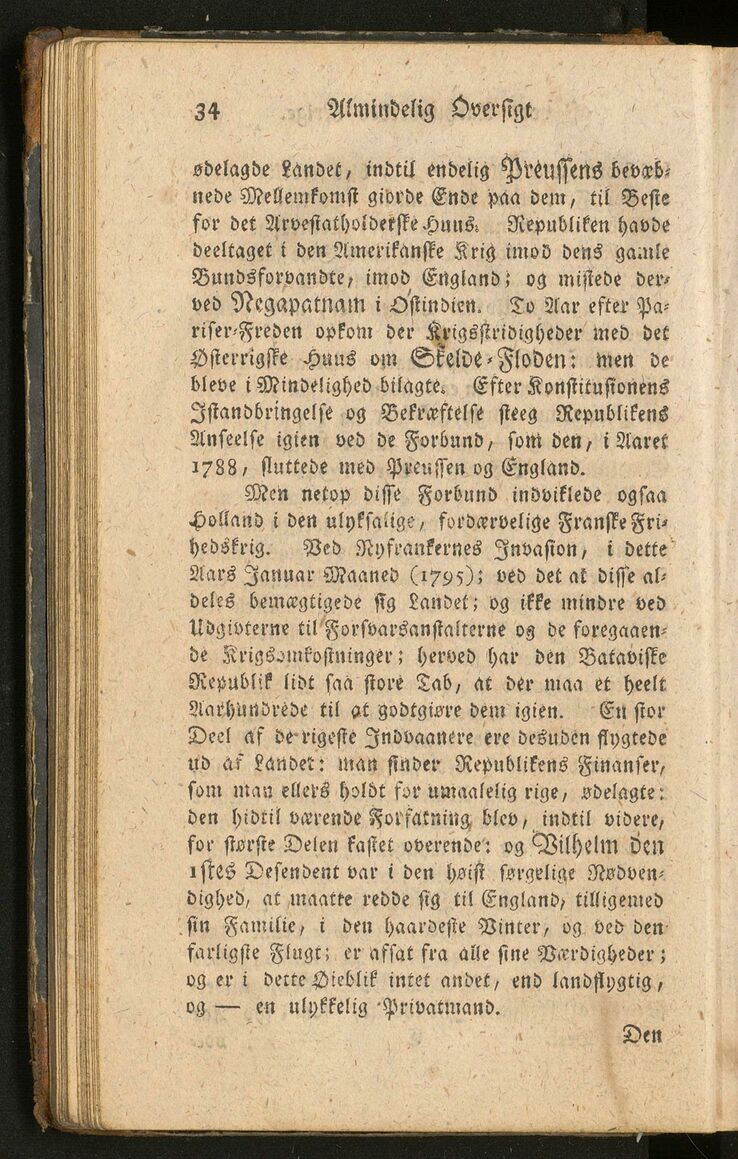 34 Almindelig Oversigt
ødelagde Landet, indtil endelig Preussens bevæb-
nede Mellemkomst giorde Ende paa dem, til Beste
for det Arvestatholderske Huus. Republiken havde
deeltaget i den Amerikanske Krig imod dens gamle
Bundsforvandte, imod England; og mistede der-
ved Negapatnam i Ostindien. To Aar efter Pa-
riser-Freden opkom der Krigsstridigheder med det
Østerrigske Huus om Skelde-Floden: men de
bleve i Mindelighed bilagte. Efter Konstitusionens
Istandbringelse og Bekræftelse steeg Republikens
Anseelse igien ved de Forbund, som den, i Aaret
1788, sluttede med Preussen og England.
Men netop disse Forbund indviklede ogsaa
Holland i den ulyksalige, fordærvelige Franske Fri-
hedskrig. Ved Nyfrankernes Invasion, i dette
Aars Januar Maaned (1795); ved det at disse al-
deles bemægtigede sig Landet; og ikke mindre ved
Udgivterne til Forsvarsanstalterne og de foregaaen-
de Krigsomkostninger; herved har den Bataviske
Republik lidt saa store Tab, at der maa et heelt
Aarhundrede til at godtgiøre dem igien. En stor
Deel af de rigeste Indvaanere ere desuden flygtede
ud af Landet: man finder Republikens Finanser,
som man ellers holdt for umaalelig rige, ødelagte:
den hidtil værende Forfatning blev, indtil videre,
for største Delen kastet overende: og Vilhelm den
1stes Desendent var i den høist sørgelige Nødven-
dighed, at maatte redde sig til England, tilligemed
sin Familie, i den haardeste Vinter, og ved den
farligste Flugt; er afsat fra alle sine Værdigheder;
og er i dette Øieblik intet andet, end landflygtig,
og — en ulykkelig Privatmand.
Den